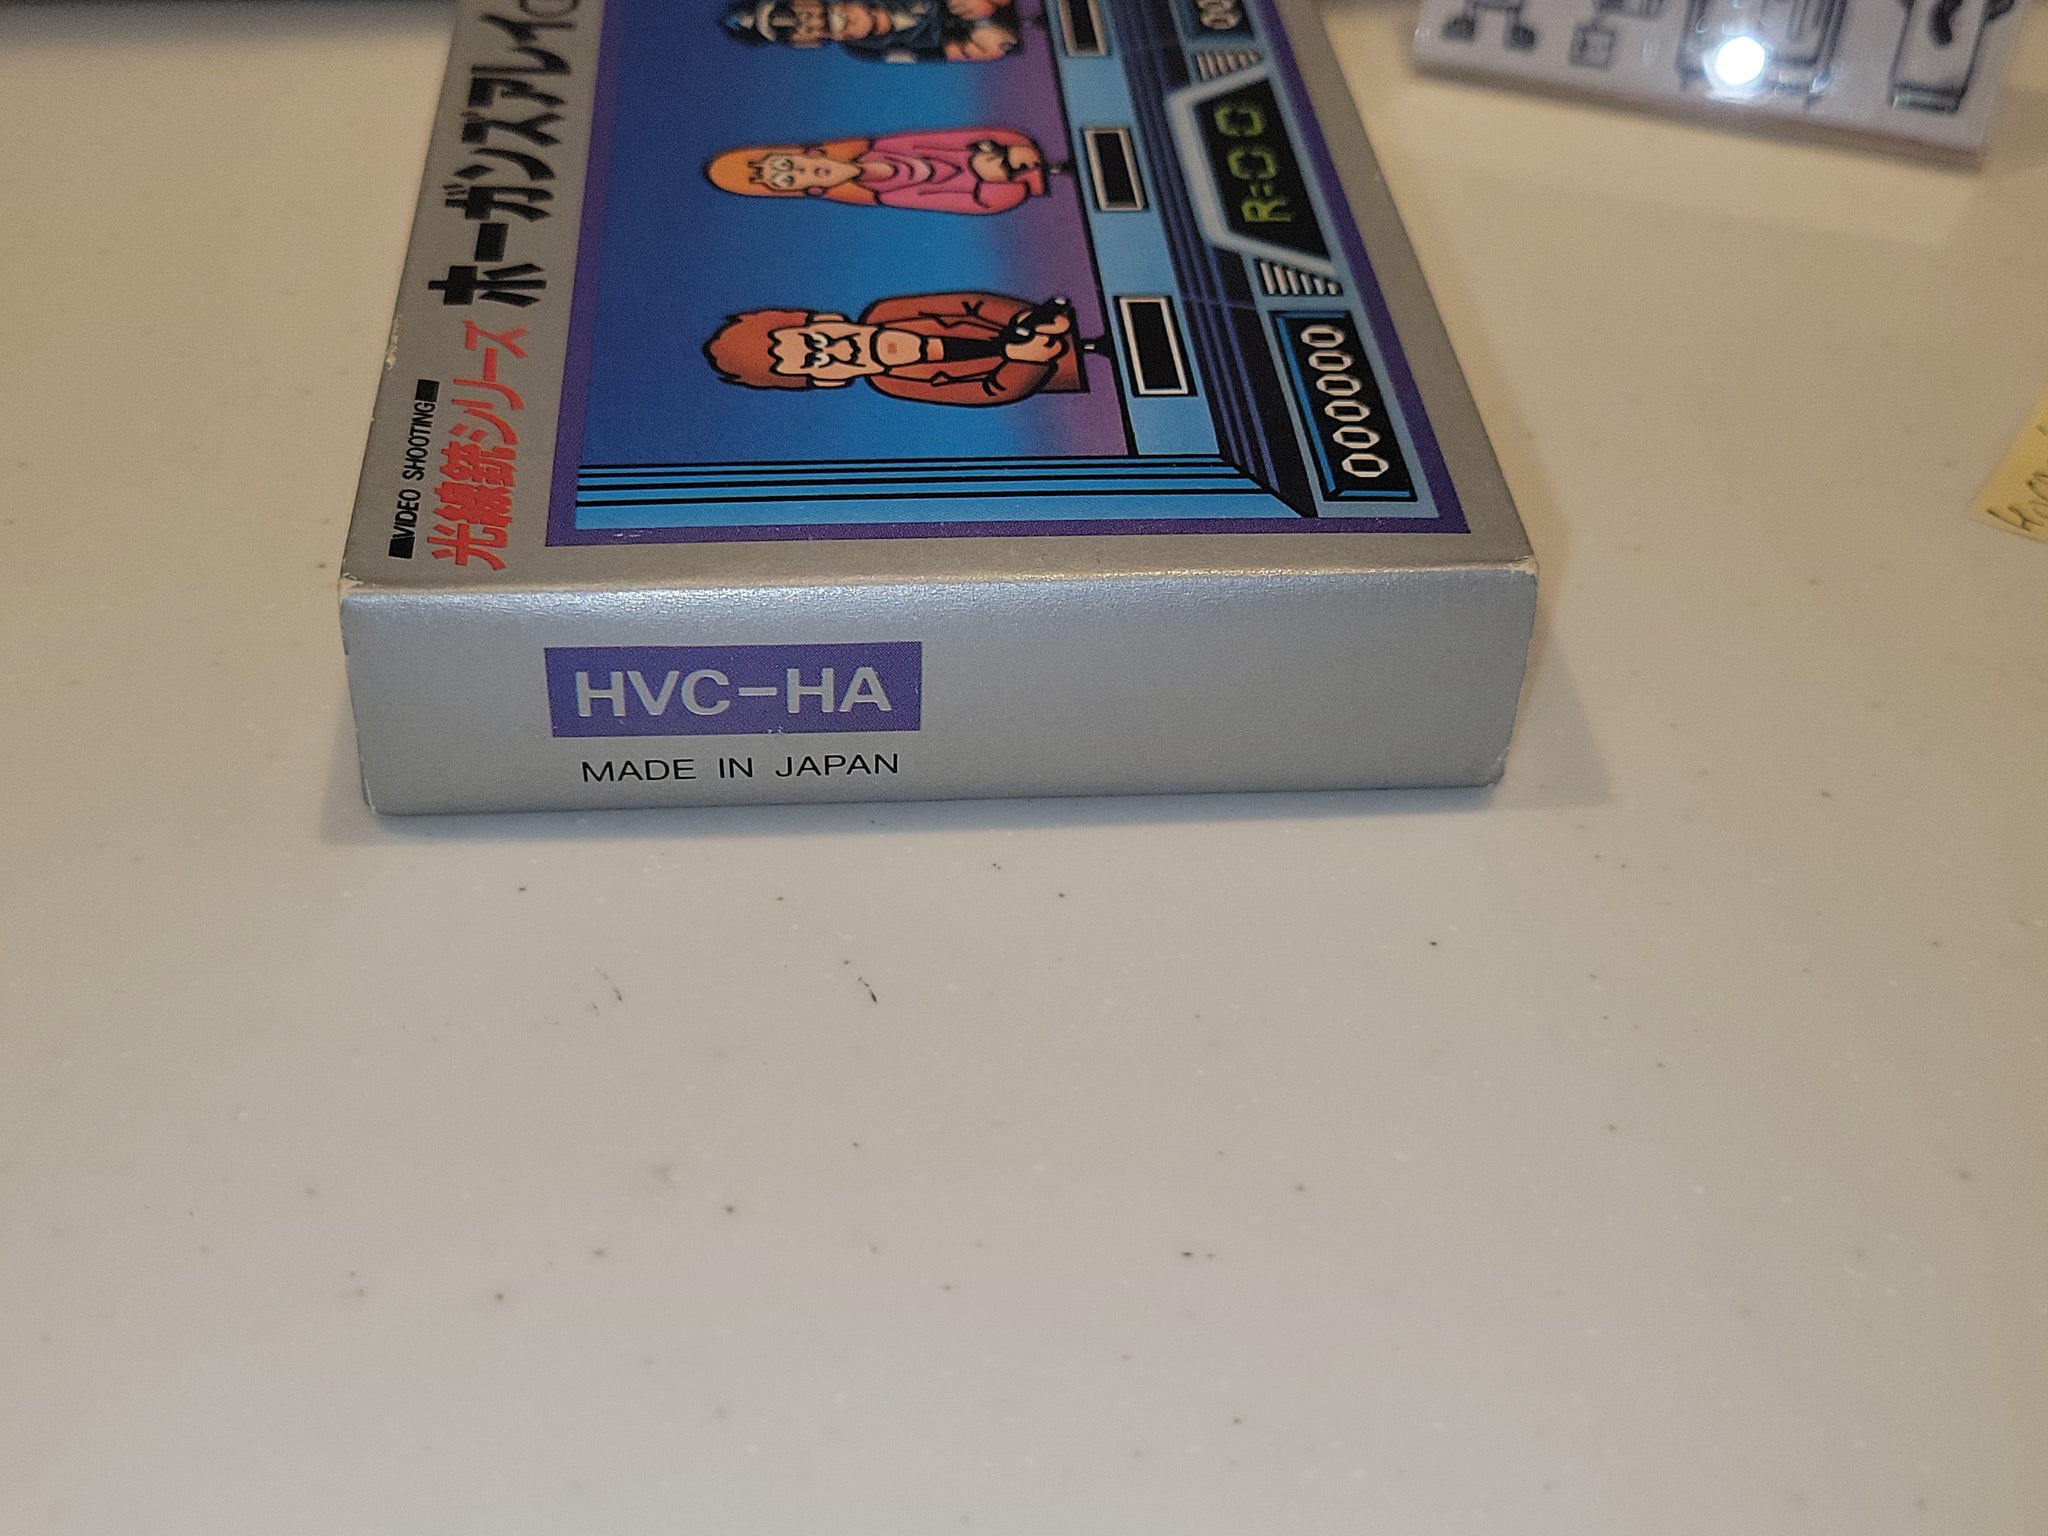 ■VIDEO SHOOTING■
光線銃シリーズ
ホーガンズアレイ
R:00
000000
HVC-HA
MADE IN JAPAN